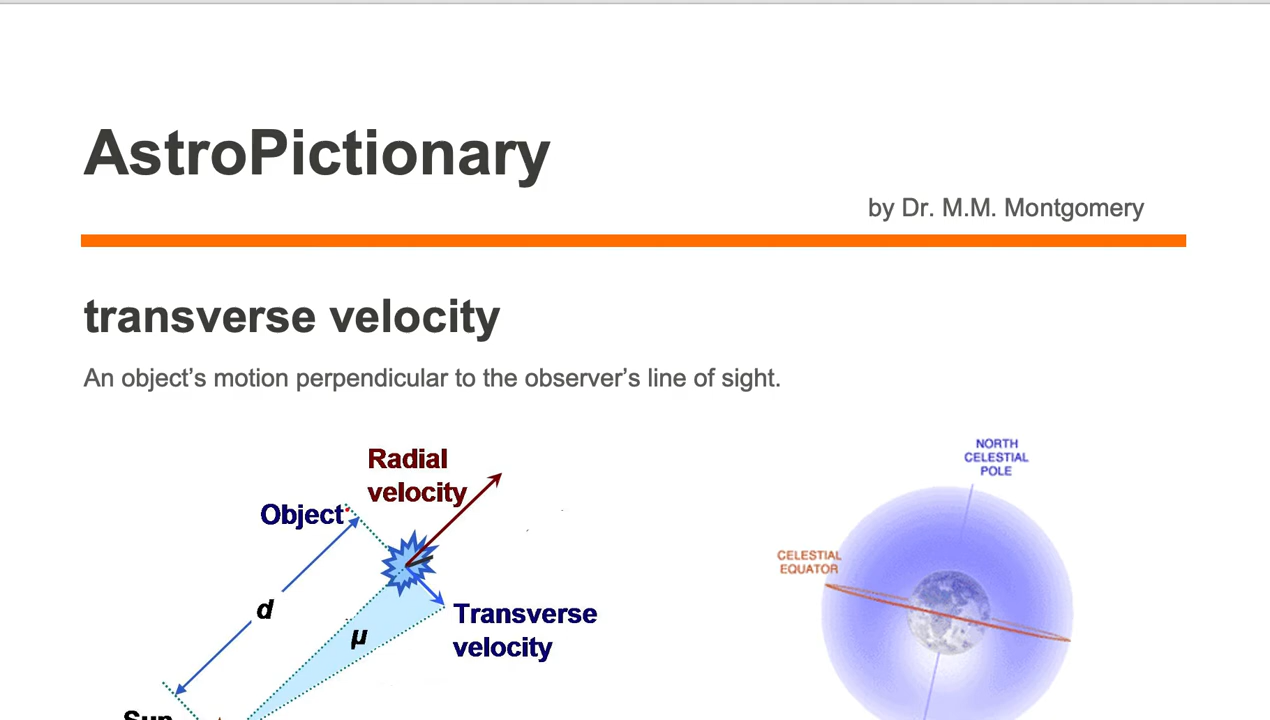 AstroPictionary
by Dr. M.M. Montgomery
transverse velocity
An object's motion perpendicular to the observer's line of sight.
Radial
velocity
Object
d
μ
Transverse
velocity
Sun
NORTH
CELESTIAL
POLE
CELESTIAL
EQUATOR